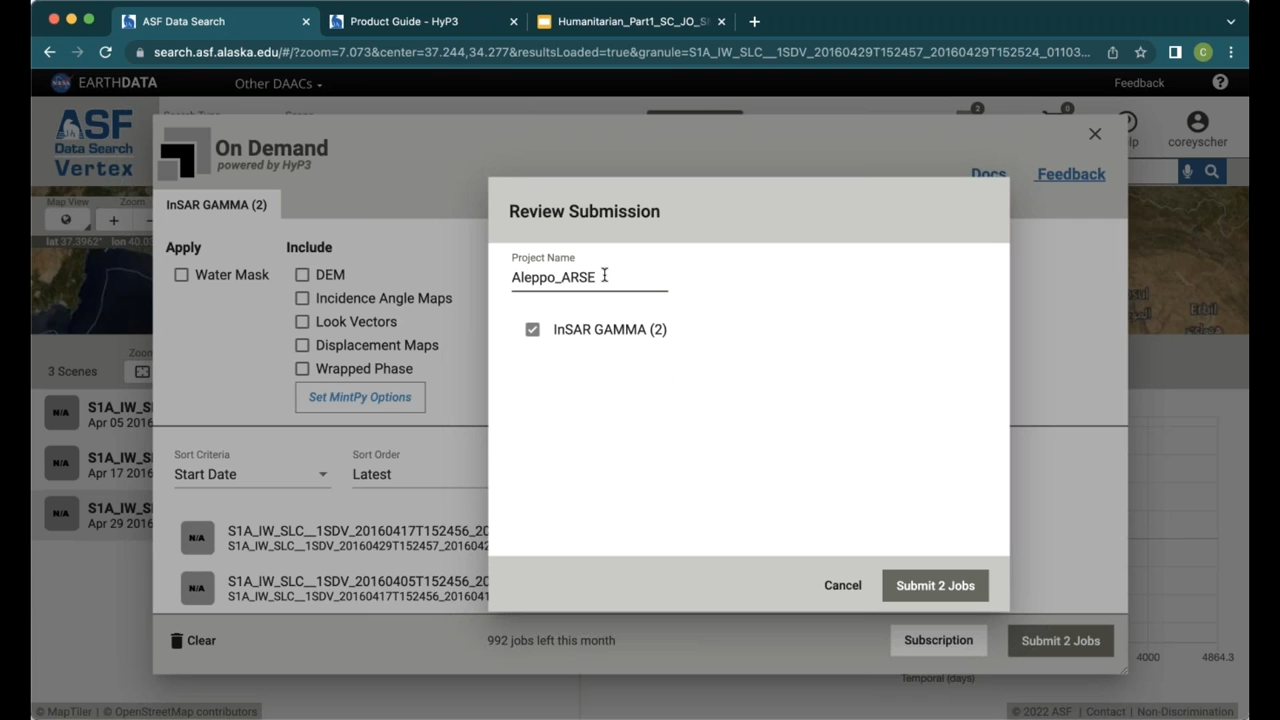 ASF Data Search
Product Guide - HyP3
Humanitarian_Part1_SC_JO_S
search.asf.alaska.edu/#/?zoom=7.073&center=37.244,34.277&resultsLoaded=true&granule=S1A_IW_SLC__1SDV_20160429T152457_20160429T152524_01103...
C
EARTHDATA
Other DAACs
Feedback
ASF
Data Search
Vertex
2
0
coreyscher
On Demand
powered by HyP3
Docs
Feedback
Map View
Zoom
lat 37.3962° lon 40.03
InSAR GAMMA (2)
Apply
Water Mask
Include
DEM
Incidence Angle Maps
Look Vectors
Displacement Maps
Wrapped Phase
Set MintPy Options
Review Submission
Project Name
Aleppo_ARSE
InSAR GAMMA (2)
Cancel
Submit 2 Jobs
3 Scenes
Zoom
N/A
S1A_IW_S
Apr 05 2016
N/A
S1A_IW_S
Apr 17 2016
N/A
S1A_IW_S
Apr 29 2016
Sort Criteria
Start Date
Sort Order
Latest
N/A
S1A_IW_SLC__1SDV_20160417T152456_20
S1A_IW_SLC__1SDV_20160429T152457_2016042
N/A
S1A_IW_SLC__1SDV_20160405T152456_20
S1A_IW_SLC__1SDV_20160417T152456_2016041
Clear
992 jobs left this month
Subscription
Submit 2 Jobs
4000
4864.3
Temporal (days)
Erbil
© MapTiler | © OpenStreetMap contributors
© 2022 ASF | Contact | Non-Discrimination